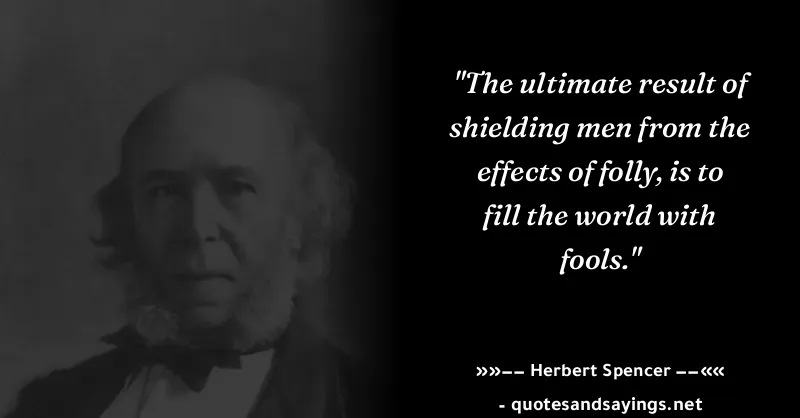 "The ultimate result of
shielding men from the
effects of folly, is to
fill the world with
fools."
»»–– Herbert Spencer ––««
- quotesandsayings.net